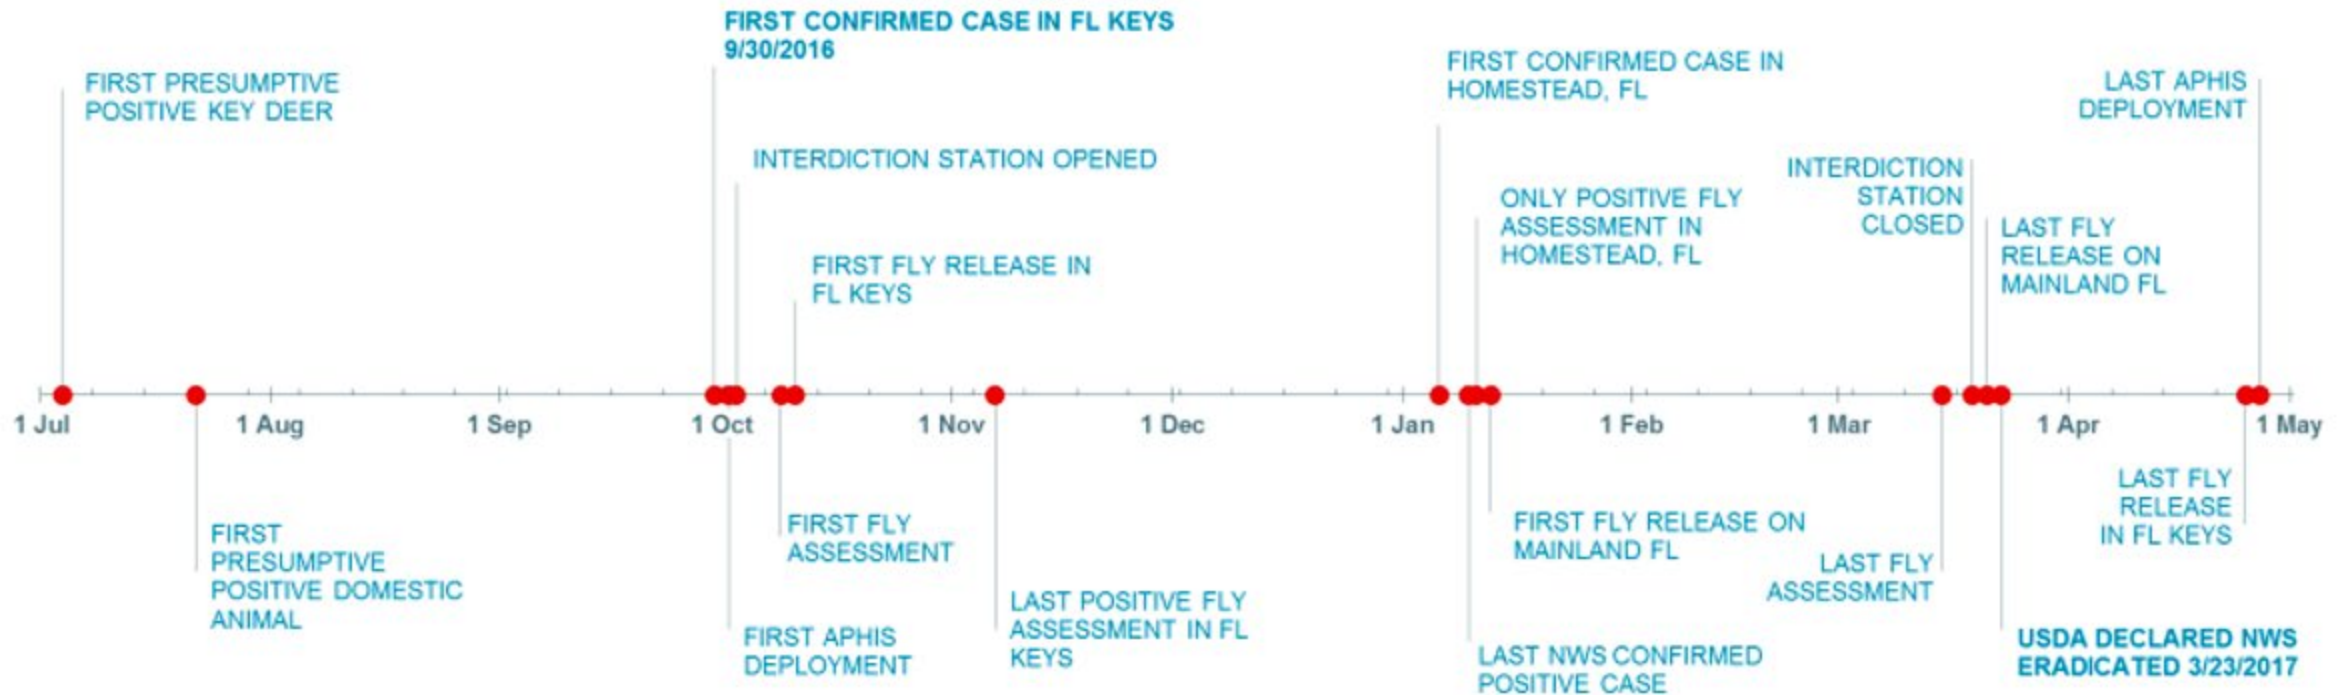 FIRST CONFIRMED CASE IN FL KEYS
9/30/2016
FIRST PRESUMPTIVE
POSITIVE KEY DEER
INTERDICTION STATION OPENED
FIRST FLY RELEASE IN
FL KEYS
FIRST CONFIRMED CASE IN
HOMESTEAD, FL
ONLY POSITIVE FLY
ASSESSMENT IN
HOMESTEAD, FL
INTERDICTION
STATION
CLOSED
LAST FLY
RELEASE ON
MAINLAND FL
LAST APHIS
DEPLOYMENT
1 Jul
1 Aug
1 Sep
1 Oct
1 Nov
1 Dec
1 Jan
1 Feb
1 Mar
1 Apr
1 May
FIRST
PRESUMPTIVE
POSITIVE DOMESTIC
ANIMAL
FIRST APHIS
DEPLOYMENT
FIRST FLY
ASSESSMENT
LAST POSITIVE FLY
ASSESSMENT IN FL
KEYS
LAST NWS CONFIRMED
POSITIVE CASE
FIRST FLY RELEASE ON
MAINLAND FL
LAST FLY
ASSESSMENT
USDA DECLARED NWS
ERADICATED 3/23/2017
LAST FLY
RELEASE
IN FL KEYS